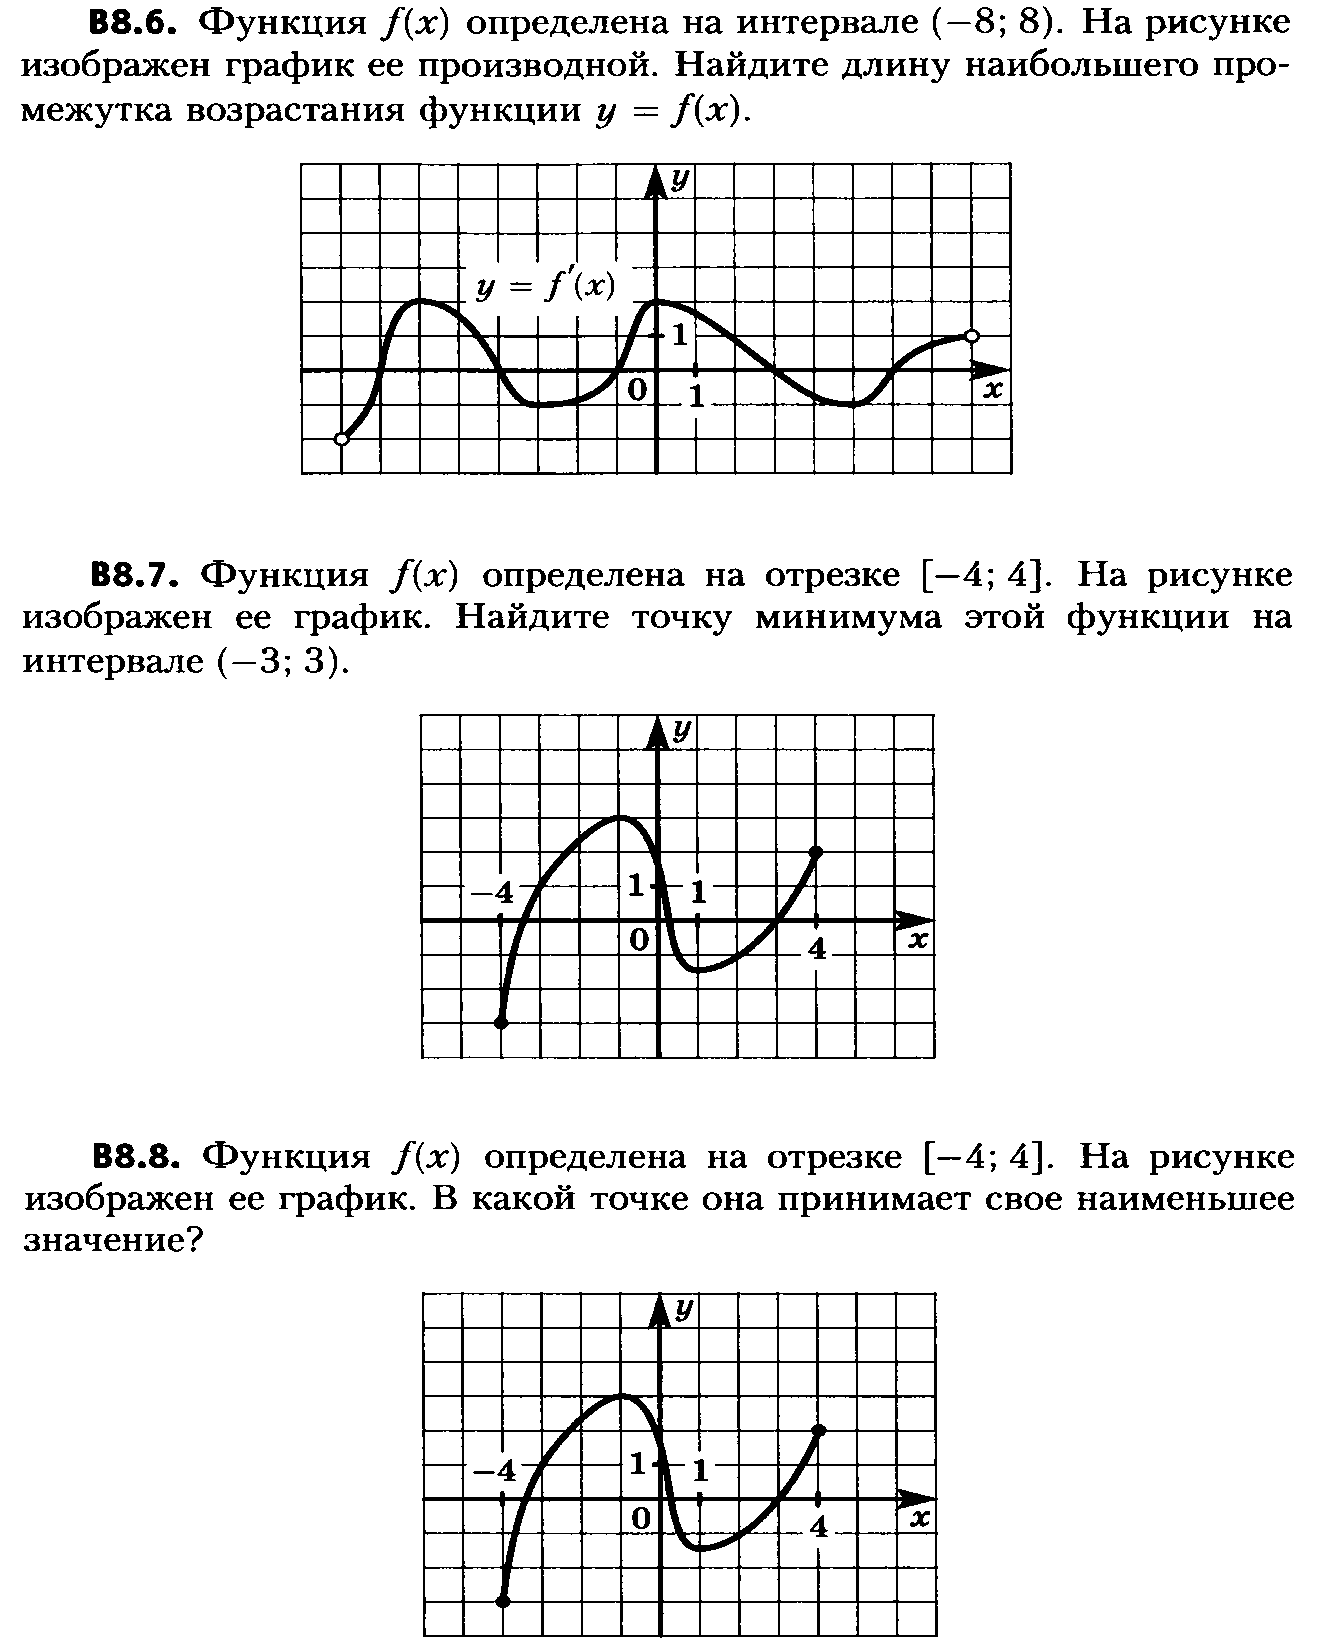 В8.6. Функция f(x) определена на интервале (−8; 8). На рисунке
изображен график ее производной. Найдите длину наибольшего про-
межутка возрастания функции y = f(x).
y
y = f′(x)
1
0
1
x
В8.7. Функция f(x) определена на отрезке [−4; 4]. На рисунке
изображен ее график. Найдите точку минимума этой функции на
интервале (−3; 3).
y
−4
1
1
0
4
x
В8.8. Функция f(x) определена на отрезке [−4; 4]. На рисунке
изображен ее график. В какой точке она принимает свое наименьшее
значение?
y
−4
1
1
0
4
x